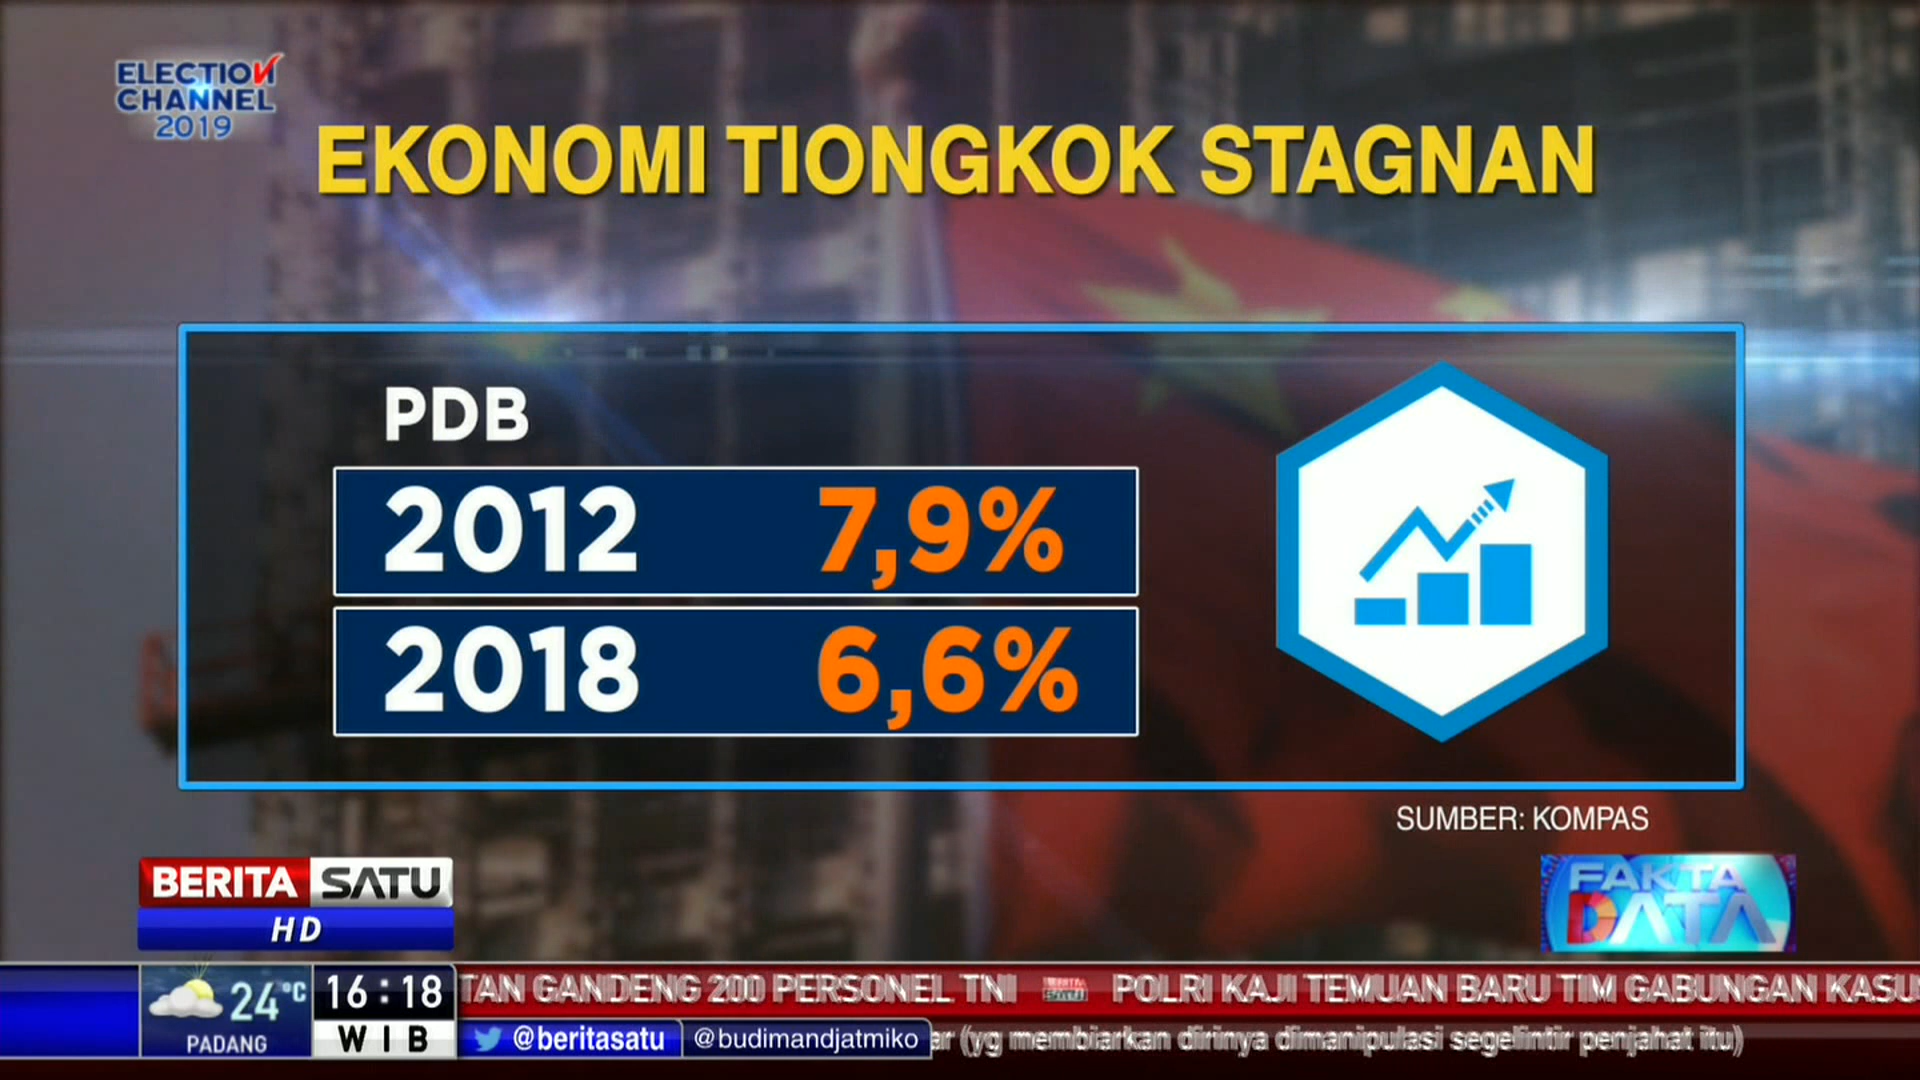 ELECTION
CHANNEL
2019
EKONOMI TIONGKOK STAGNAN
PDB
2012 7,9%
2018 6,6%
SUMBER: KOMPAS
BERITA SATU
HD
FAKTA
DATA
24°C
PADANG
16:18
WIB
TAN GANDENG 200 PERSONEL TNI
POLRI KAJI TEMUAN BARU TIM GABUNGAN KASU
@beritasatu
@budimandjatmiko
er (yg membiarkan dirinya dimanipulasi segelintir penjahat itu)